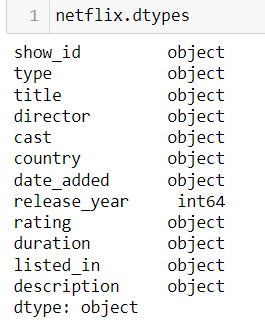 1 netflix.dtypes
show_id object
type object
title object
director object
cast object
country object
date_added object
release_year int64
rating object
duration object
listed_in object
description object
dtype: object